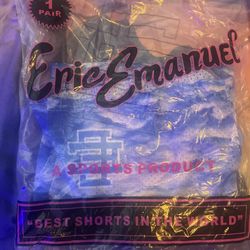 1
PAIR
Eric Emanuel
A SPORTS PRODUCT
"BEST SHORTS IN THE WORLD"